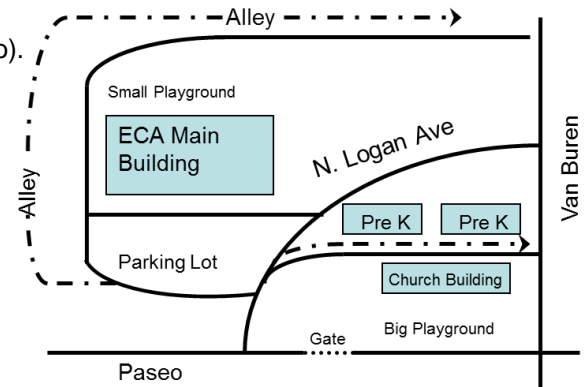 Alley
o).
Small Playground
ECA Main
Building
N. Logan Ave
Alley
Van Buren
Pre K
Pre K
Parking Lot
Church Building
Gate
Big Playground
Paseo